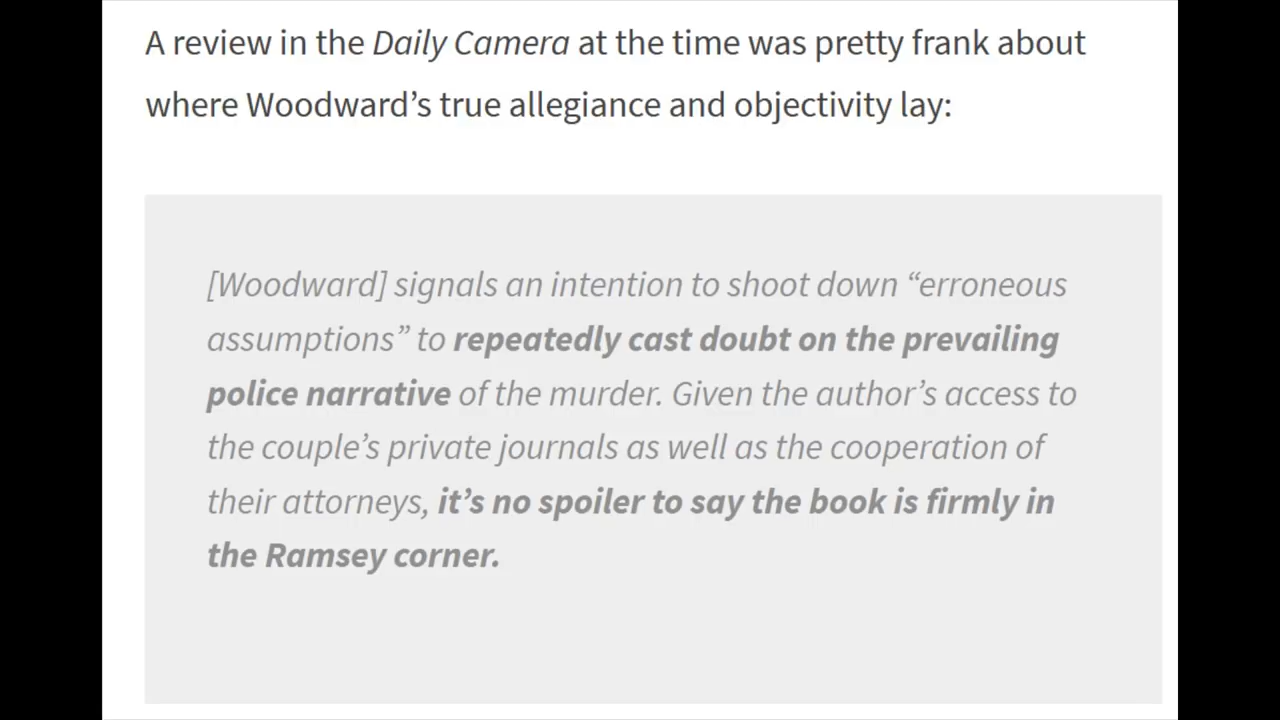 A review in the Daily Camera at the time was pretty frank about
where Woodward’s true allegiance and objectivity lay:
[Woodward] signals an intention to shoot down “erroneous
assumptions” to repeatedly cast doubt on the prevailing
police narrative of the murder. Given the author’s access to
the couple’s private journals as well as the cooperation of
their attorneys, it’s no spoiler to say the book is firmly in
the Ramsey corner.